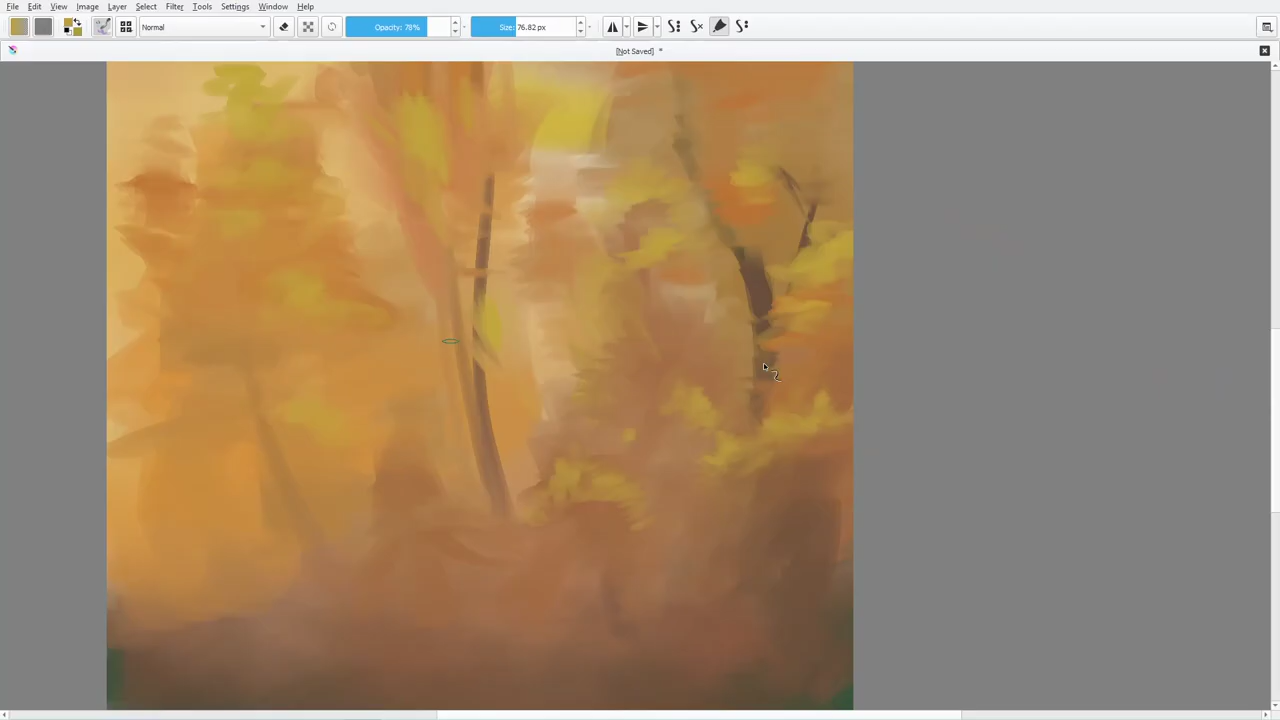 File Edit View Image Layer Select Filter Tools Settings Window Help
Normal Opacity: 78% Size: 76.82 px
[Not Saved] *